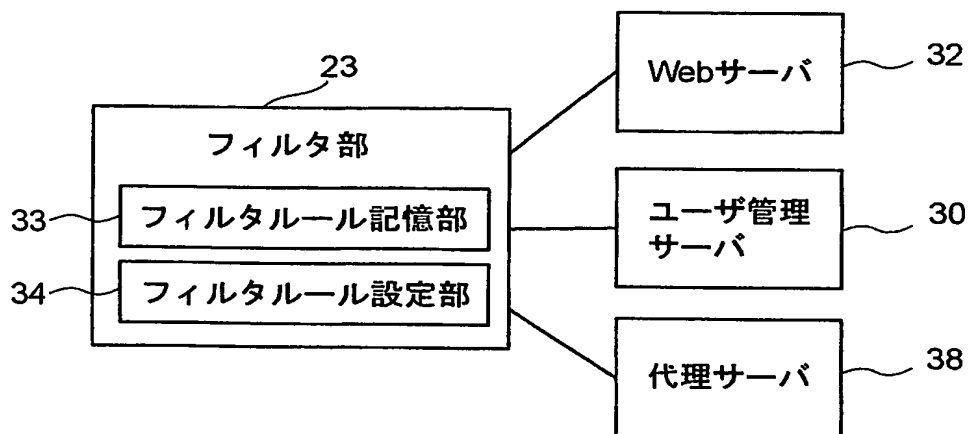 23
フィルタ部
33
フィルタルール記憶部
34
フィルタルール設定部
Webサーバ
32
ユーザ管理
サーバ
30
代理サーバ
38